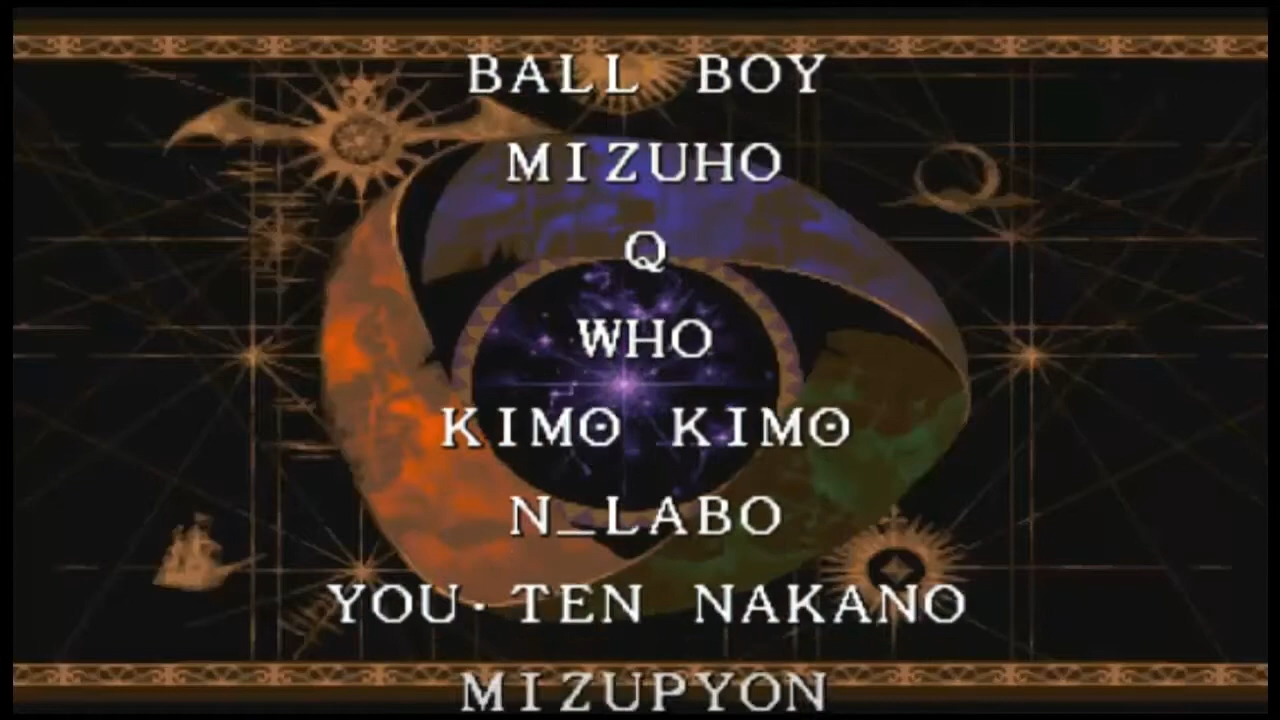 BALL BOY
MIZUHO
Q
WHO
KIMO KIMO
N_LABO
YOU・TEN NAKANO
MIZUPYON